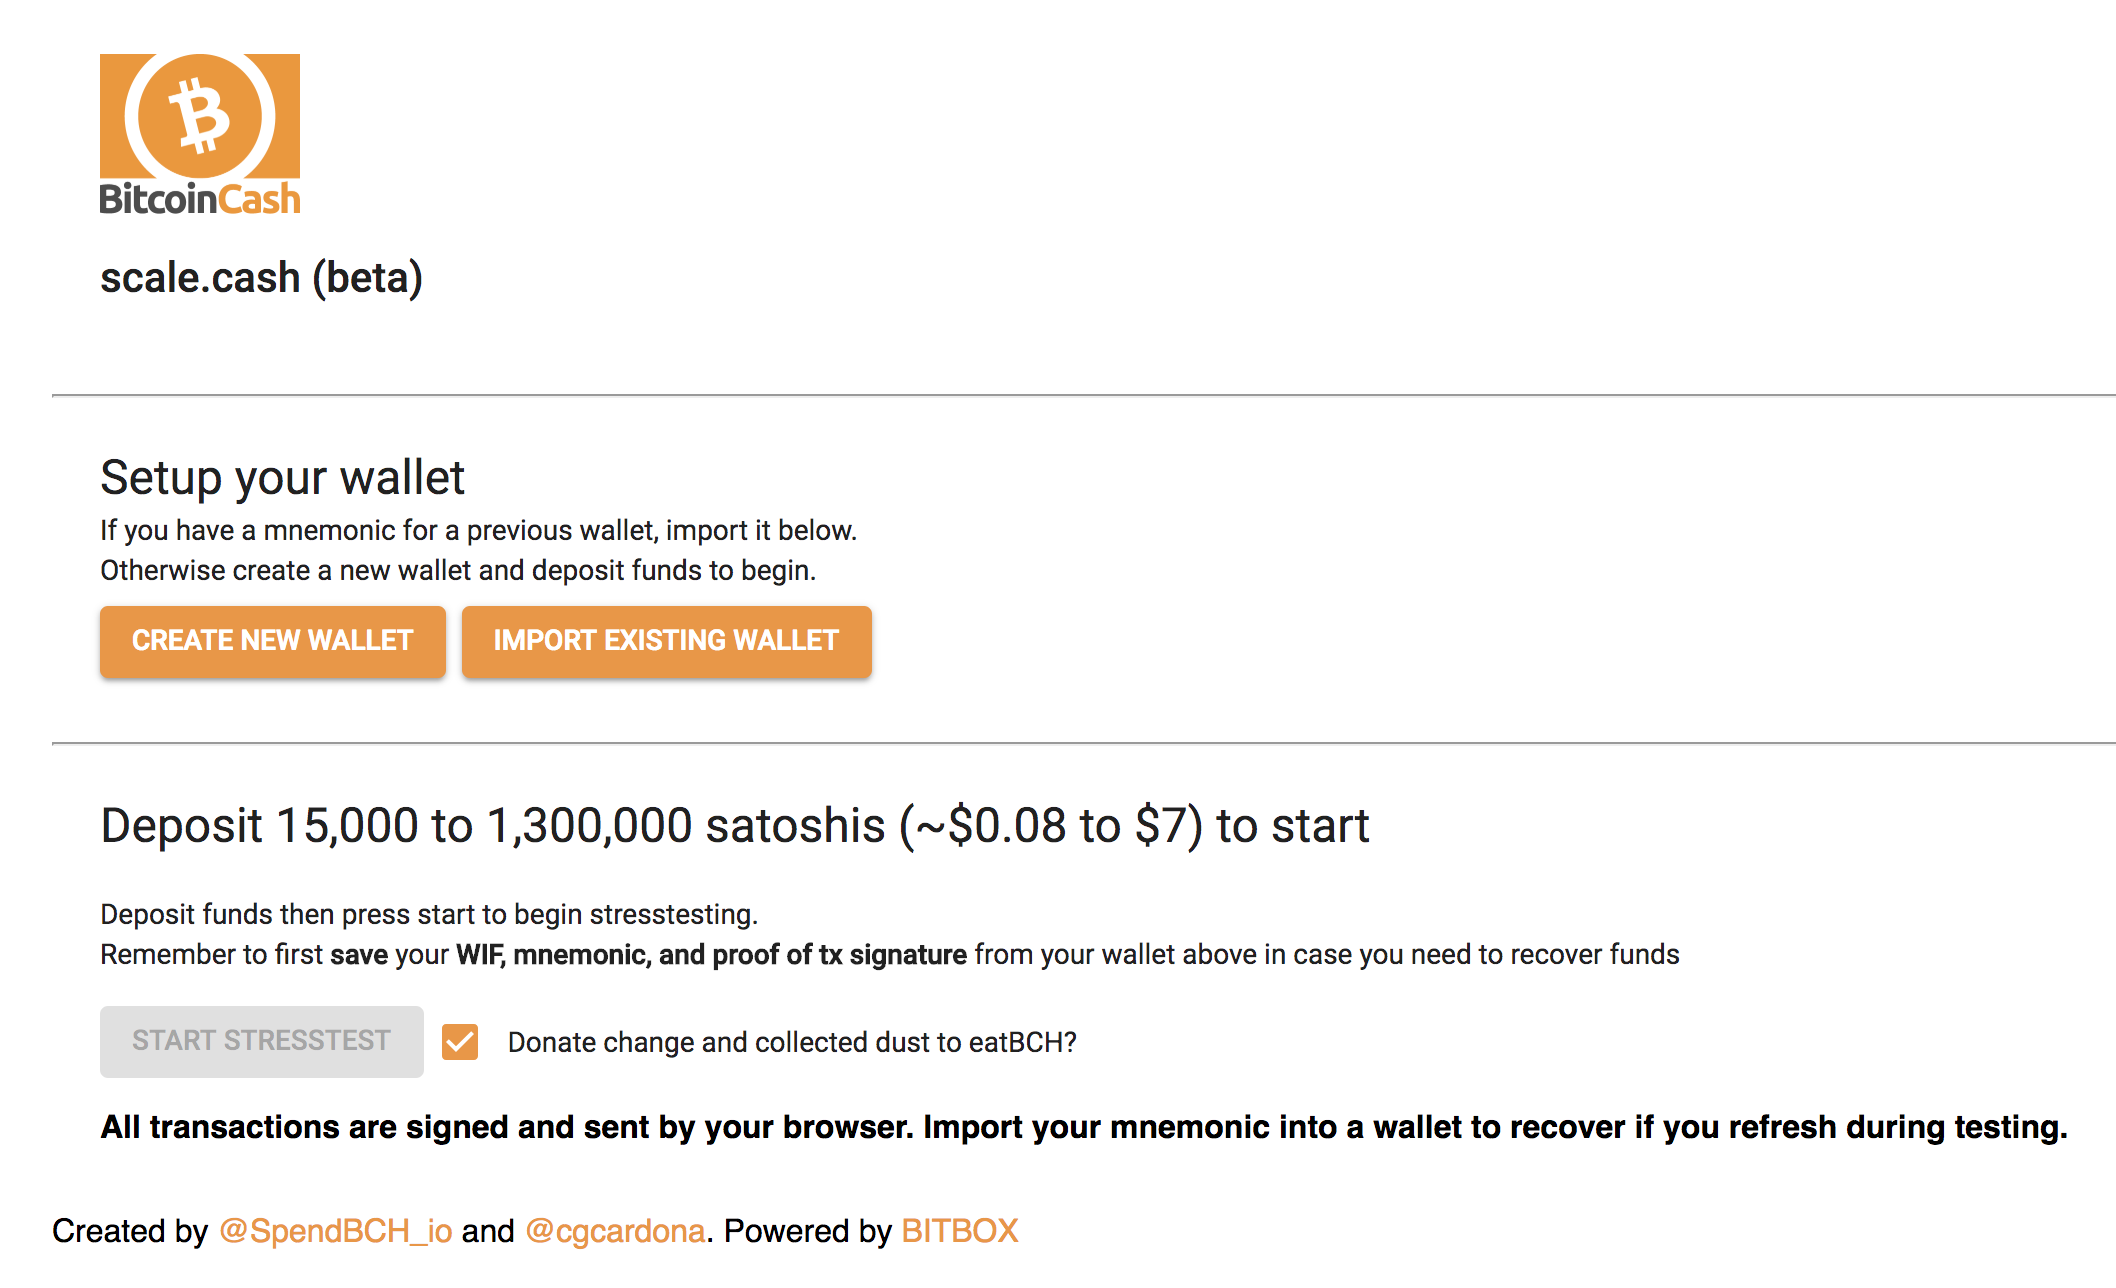 BitcoinCash
scale.cash (beta)
Setup your wallet
If you have a mnemonic for a previous wallet, import it below.
Otherwise create a new wallet and deposit funds to begin.
CREATE NEW WALLET IMPORT EXISTING WALLET
Deposit 15,000 to 1,300,000 satoshis (~$0.08 to $7) to start
Deposit funds then press start to begin stresstesting.
Remember to first save your WIF, mnemonic, and proof of tx signature from your wallet above in case you need to recover funds
START STRESSTEST Donate change and collected dust to eatBCH?
All transactions are signed and sent by your browser. Import your mnemonic into a wallet to recover if you refresh during testing.
Created by @SpendBCH_io and @cgcardona. Powered by BITBOX